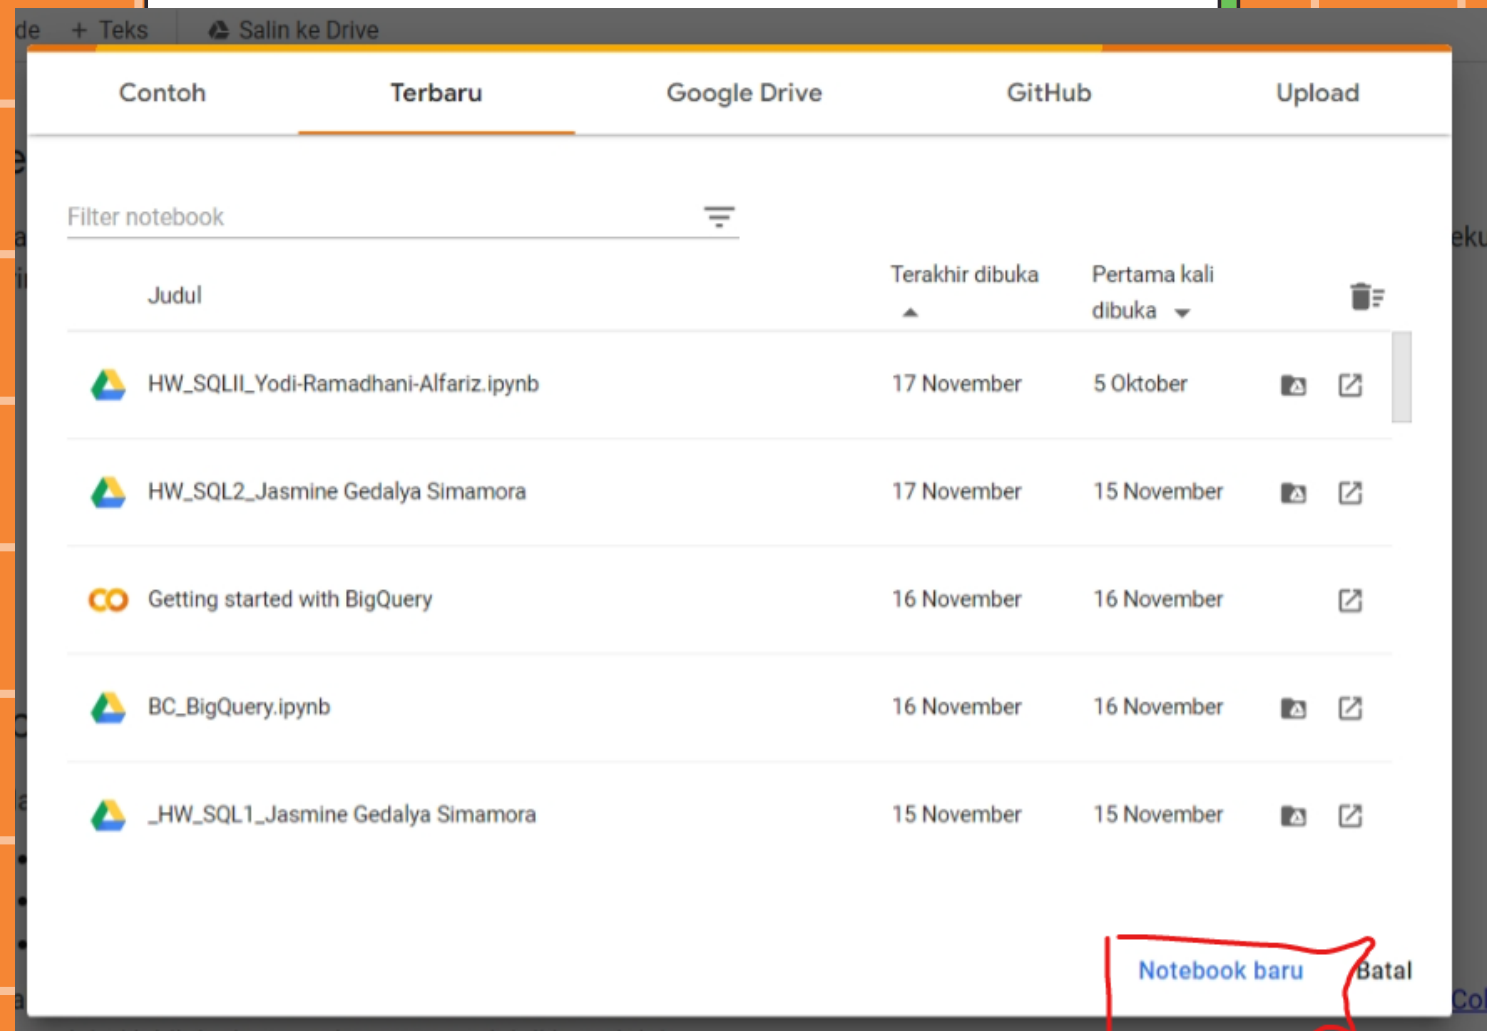 de + Teks Salin ke Drive
Contoh Terbaru Google Drive GitHub Upload
Filter notebook
Judul Terakhir dibuka Pertama kali dibuka
HW_SQLII_Yodi-Ramadhani-Alfariz.ipynb 17 November 5 Oktober
HW_SQL2_Jasmine Gedalya Simamora 17 November 15 November
Getting started with BigQuery 16 November 16 November
BC_BigQuery.ipynb 16 November 16 November
_HW_SQL1_Jasmine Gedalya Simamora 15 November 15 November
Notebook baru Batal
Col